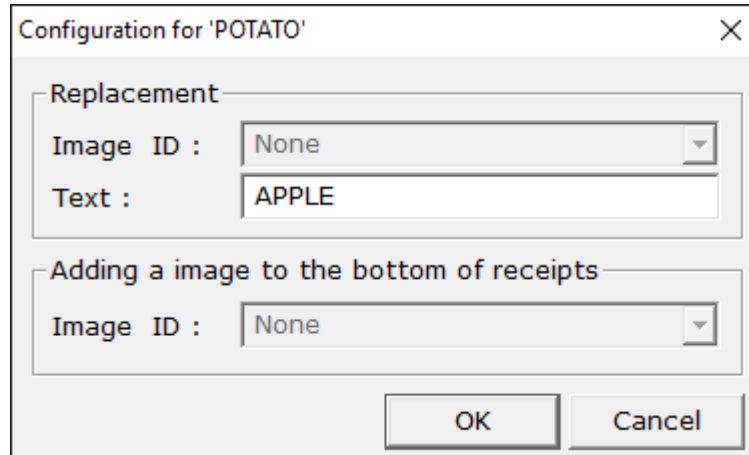 Configuration for 'POTATO'
Replacement
Image ID : None
Text : APPLE
Adding a image to the bottom of receipts
Image ID : None
OK Cancel